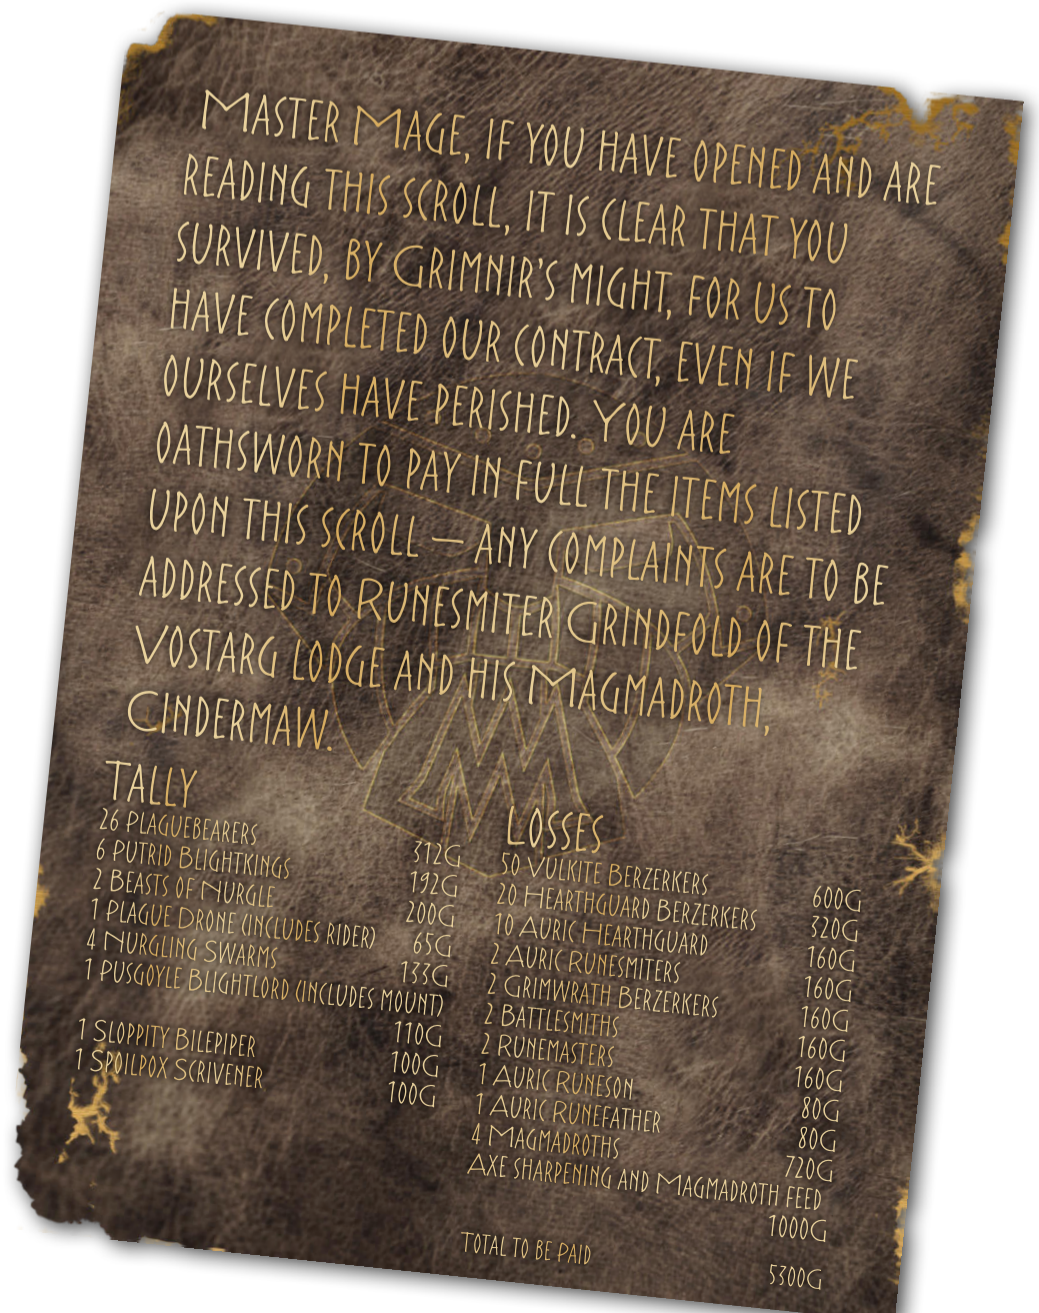 Master Mage, if you have opened and are
reading this scroll, it is clear that you
survived, by Grimnir's might, for us to
have completed our contract, even if we
ourselves have perished. You are
oathsworn to pay in full the items listed
upon this scroll — any complaints are to be
addressed to Runesmiter Grindfold of the
Vostarg lodge and his Magmadroth,
Cindermaw.
Tally
26 Plaguebearers 312G
6 Putrid Blightkings 192G
2 Beasts of Nurgle 200G
1 Plague Drone (includes rider) 65G
4 Nurgling Swarms 133G
1 Pusgoyle Blightlord (includes mount)
110G
1 Sloppity Bilepiper 100G
1 Spoilpox Scrivener 100G
Losses
50 Vulkite Berzerkers 600G
20 Hearthguard Berzerkers 320G
10 Auric Hearthguard 160G
2 Auric Runesmiters 160G
2 Grimwrath Berzerkers 160G
2 Battlesmiths 160G
2 Runemasters 160G
1 Auric Runeson 80G
1 Auric Runefather 80G
4 Magmadroths 720G
Axe sharpening and Magmadroth feed
1000G
Total to be paid 5300G